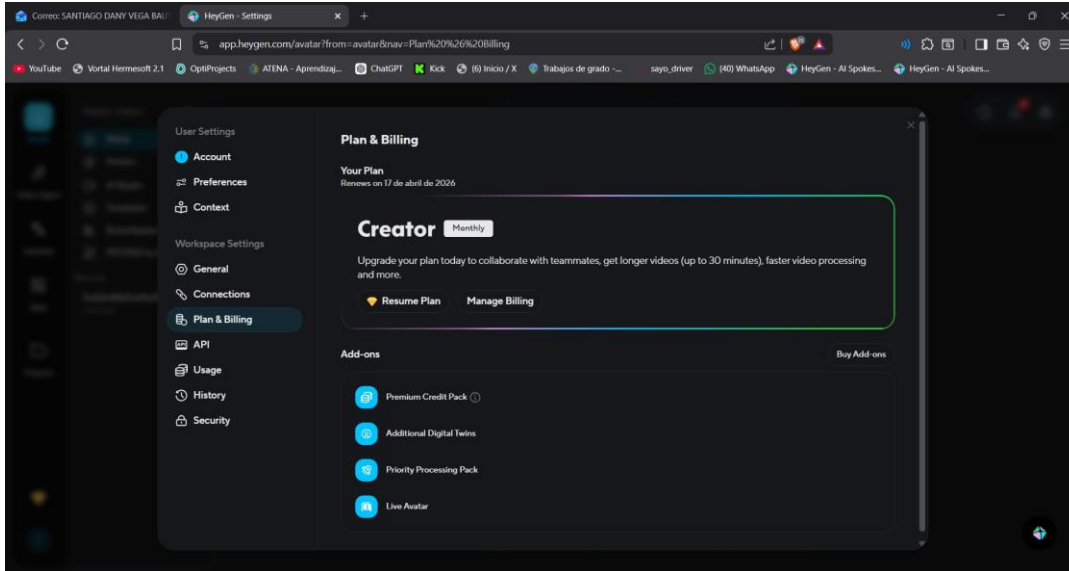 Correo: SANTIAGO DANY VEGA BAU
HeyGen - Settings
app.heygen.com/avatar?from=avatar&nav=Plan%20%26%20Billing
YouTube
Vortal Hermesoft 2.1
OptiProjects
ATENA - Aprendizaj...
ChatGPT
Kick
(6) Inicio / X
Trabajos de grado -...
sayo_driver
(40) WhatsApp
HeyGen - AI Spokes...
HeyGen - AI Spokes...
User Settings
Account
Preferences
Context
Workspace Settings
General
Connections
Plan & Billing
API
Usage
History
Security
Plan & Billing
Your Plan
Renews on 17 de abril de 2026
Creator Monthly
Upgrade your plan today to collaborate with teammates, get longer videos (up to 30 minutes), faster video processing
and more.
Resume Plan
Manage Billing
Add-ons
Buy Add-ons
Premium Credit Pack
Additional Digital Twins
Priority Processing Pack
Live Avatar